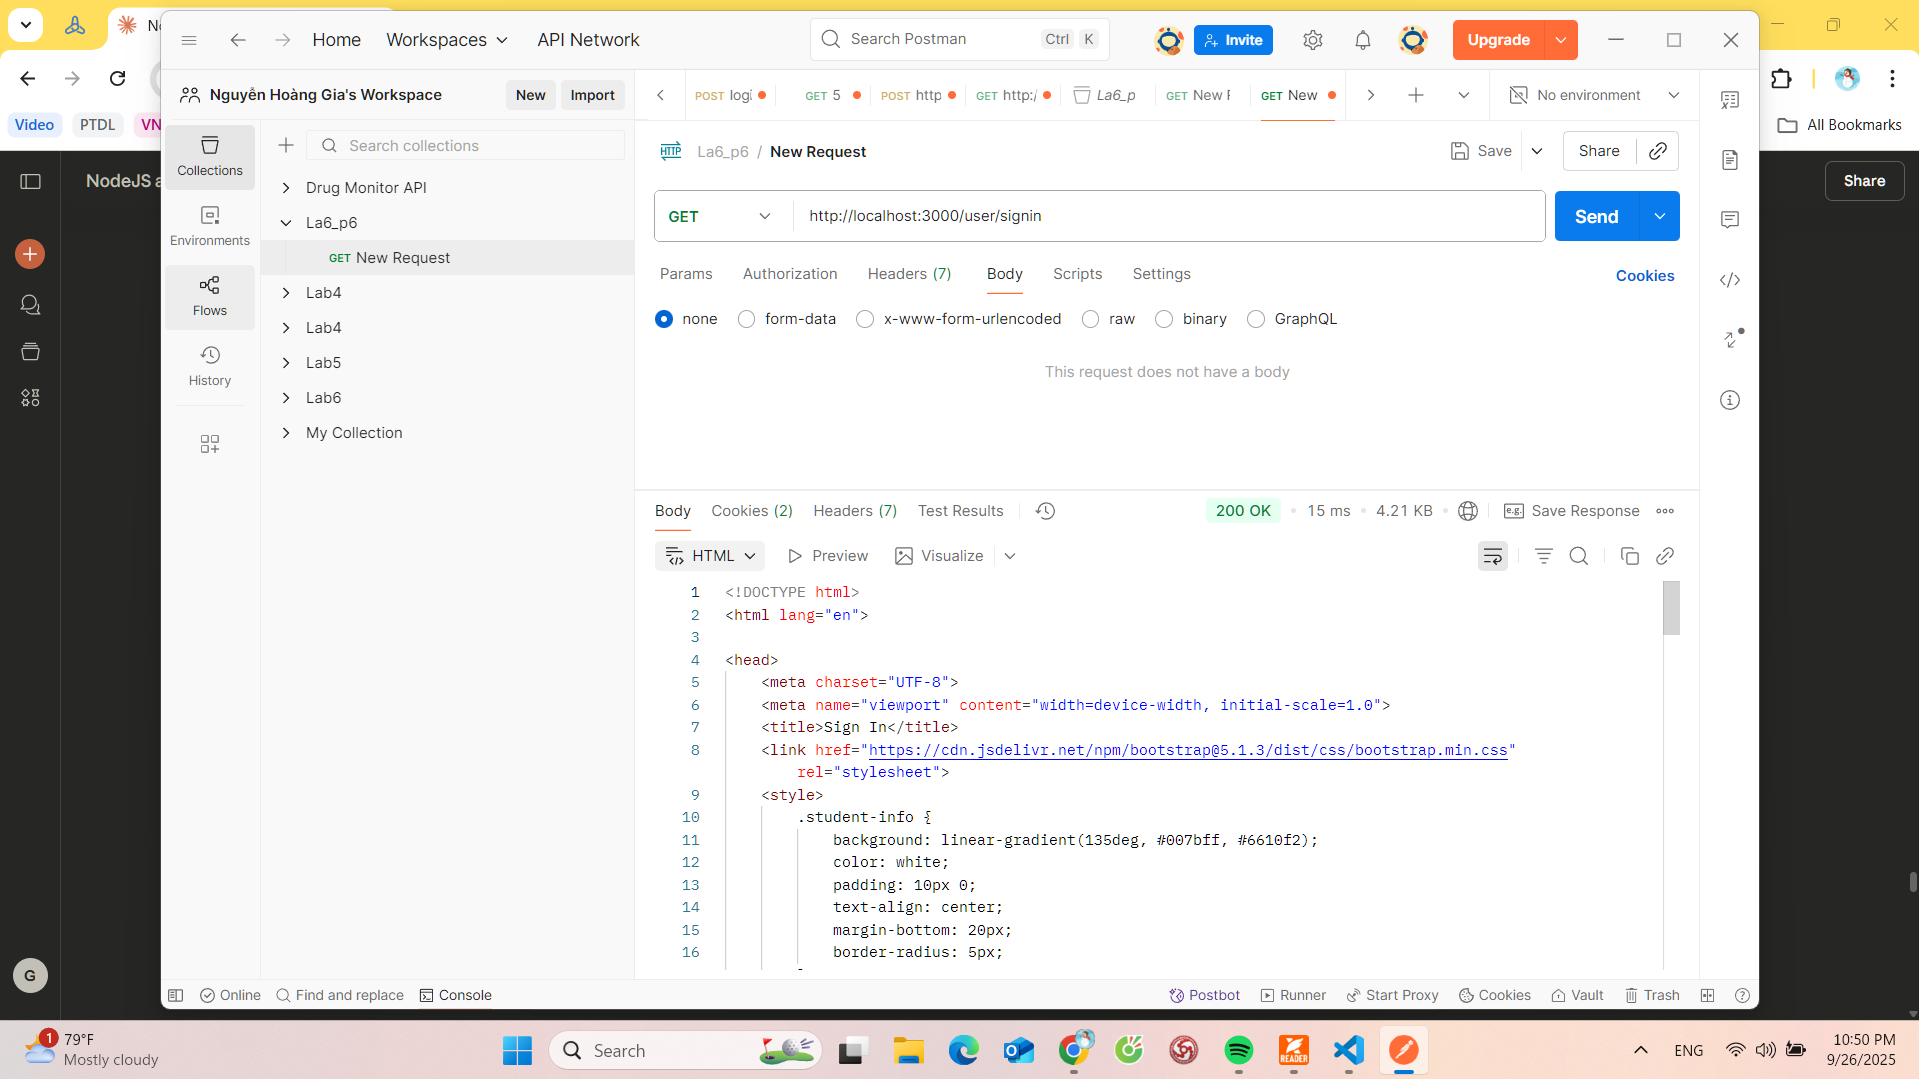 No
Home
Workspaces
API Network
Search Postman
Ctrl K
Invite
Upgrade
Nguyễn Hoàng Gia's Workspace
New
Import
POST logi
GET 5
POST http
GET http:/
La6_p
GET New F
GET New
No environment
Video
PTDL
VN
All Bookmarks
NodeJS a
Share
Collections
Environments
Flows
History
Search collections
Drug Monitor API
La6_p6
GET New Request
Lab4
Lab4
Lab5
Lab6
My Collection
HTTP
La6_p6 / New Request
Save
Share
GET
http://localhost:3000/user/signin
Send
Params
Authorization
Headers (7)
Body
Scripts
Settings
Cookies
none
form-data
x-www-form-urlencoded
raw
binary
GraphQL
This request does not have a body
Body
Cookies (2)
Headers (7)
Test Results
200 OK
15 ms
4.21 KB
e.g.
Save Response
HTML
Preview
Visualize
1 <!DOCTYPE html>
2 <html lang="en">
3
4 <head>
5 <meta charset="UTF-8">
6 <meta name="viewport" content="width=device-width, initial-scale=1.0">
7 <title>Sign In</title>
8 <link href="https://cdn.jsdelivr.net/npm/bootstrap@5.1.3/dist/css/bootstrap.min.css"
rel="stylesheet">
9 <style>
10 .student-info {
11 background: linear-gradient(135deg, #007bff, #6610f2);
12 color: white;
13 padding: 10px 0;
14 text-align: center;
15 margin-bottom: 20px;
16 border-radius: 5px;
G
Online
Find and replace
Console
Postbot
Runner
Start Proxy
Cookies
Vault
Trash
1
79°F
Mostly cloudy
Search
READER
ENG
10:50 PM
9/26/2025